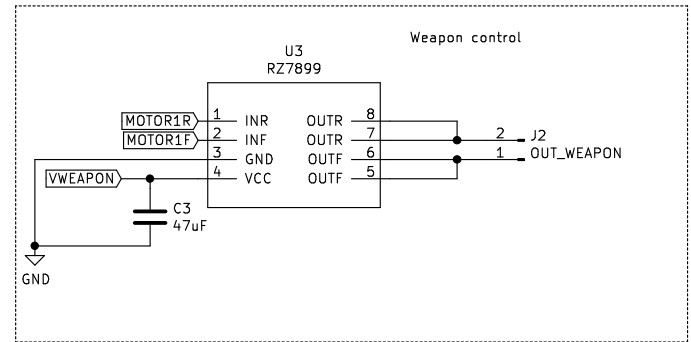 Weapon control
U3
RZ7899
MOTOR1R 1 INR OUTR 8
MOTOR1F 2 INF OUTR 7 2 J2
3 GND OUTF 6 1 OUT_WEAPON
VWEAPON 4 VCC OUTF 5
C3
47uF
GND